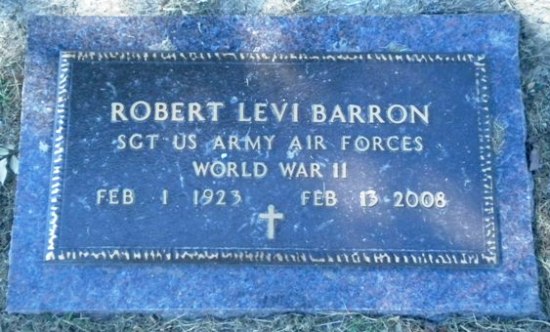 ROBERT LEVI BARRON
SGT US ARMY AIR FORCES
WORLD WAR II
FEB 1 1923 FEB 13 2008